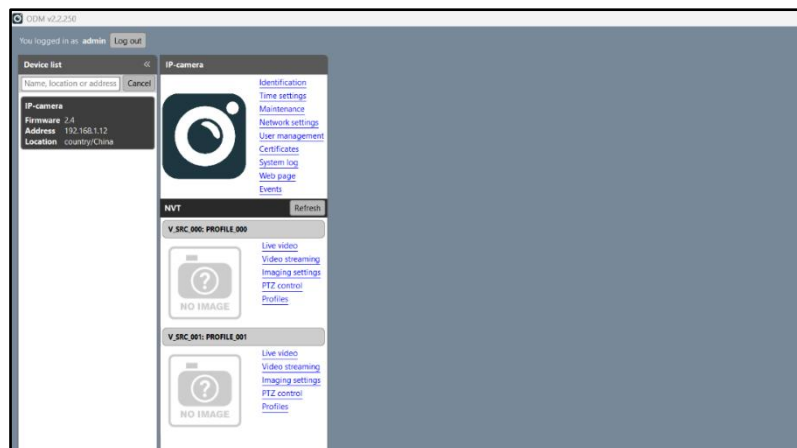 ODM v2.2.250
You logged in as admin Log out
Device list «
Name, location or address Cancel
IP-camera
Firmware 2.4
Address 192.168.1.12
Location country/China
IP-camera
Identification
Time settings
Maintenance
Network settings
User management
Certificates
System log
Web page
Events
NVT Refresh
V_SRC_000: PROFILE_000
NO IMAGE
Live video
Video streaming
Imaging settings
PTZ control
Profiles
V_SRC_001: PROFILE_001
NO IMAGE
Live video
Video streaming
Imaging settings
PTZ control
Profiles